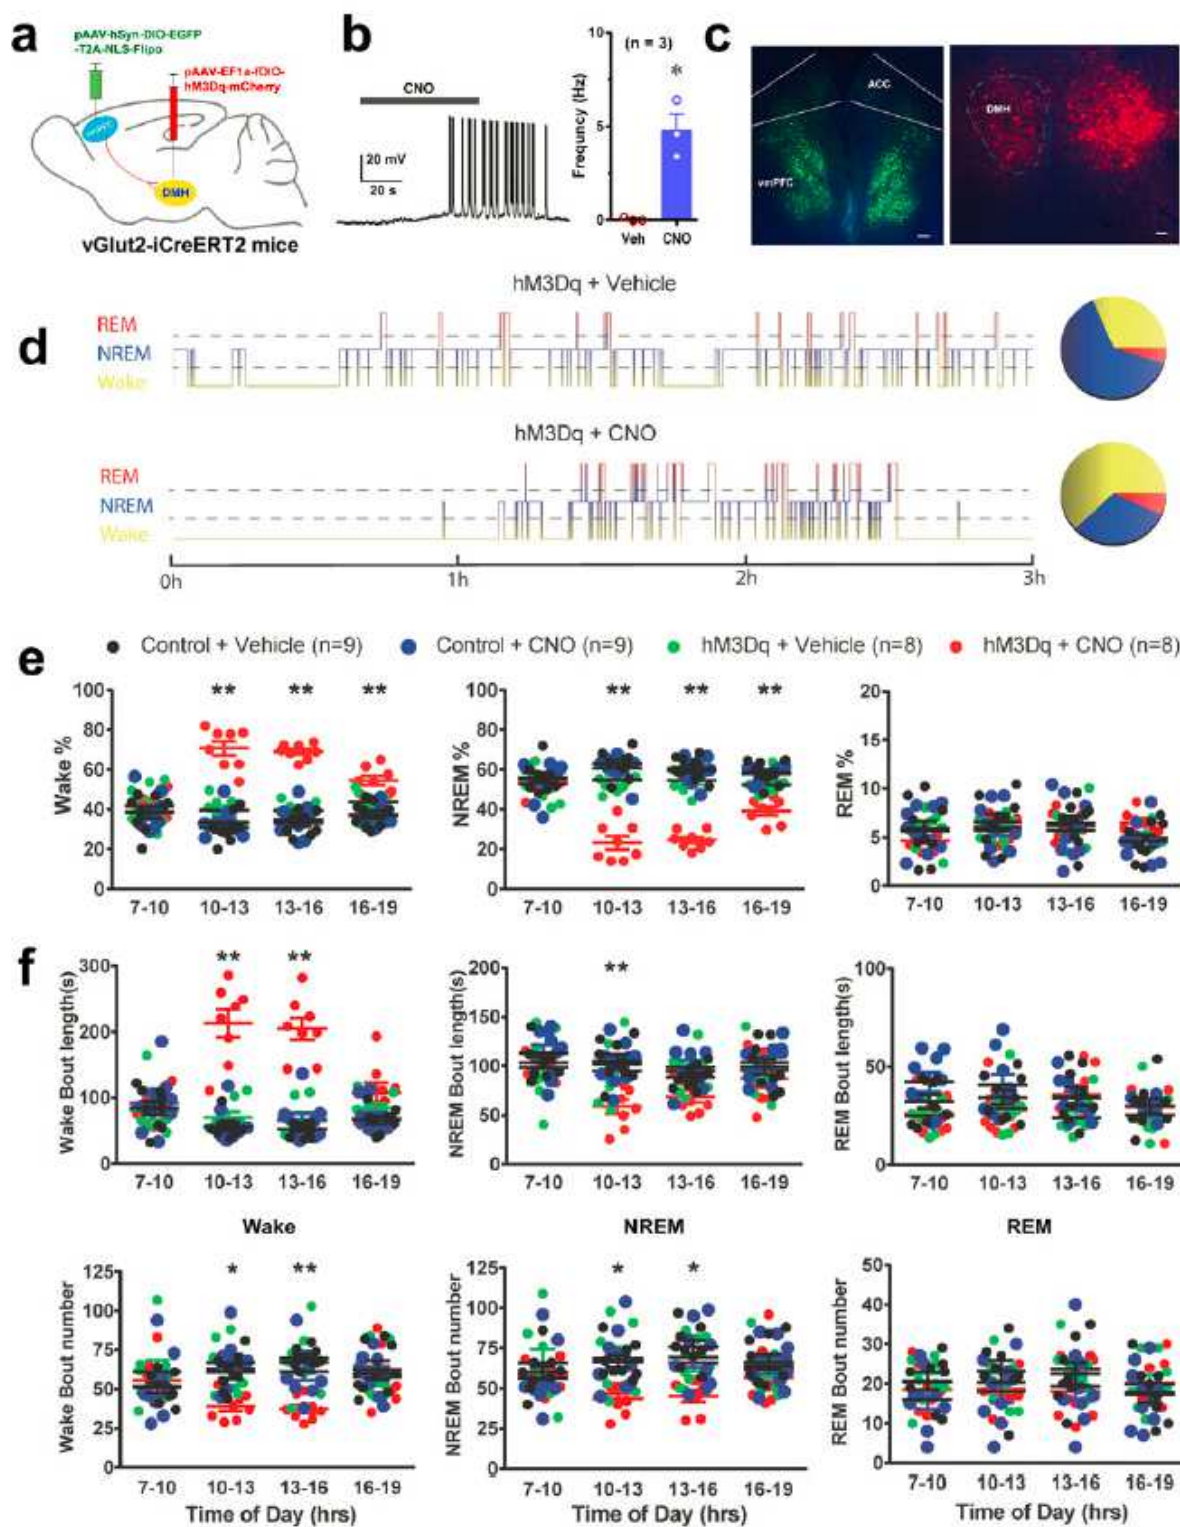 a
pAAV-hSyn-DIO-EGFP
-T2A-NLS-Flipo
pAAV-EF1a-fDIO-
hM3Dq-mCherry
DMH
vGlut2-iCreERT2 mice
b
CNO
20 mV
20 s
(n = 3)
*
Frequncy (Hz)
10
5
0
Veh
CNO
c
ACC
vmPFC
DMH
d
hM3Dq + Vehicle
REM
NREM
Wake
hM3Dq + CNO
REM
NREM
Wake
0h
1h
2h
3h
e
Control + Vehicle (n=9)
Control + CNO (n=9)
hM3Dq + Vehicle (n=8)
hM3Dq + CNO (n=8)
Wake %
100
80
60
40
20
0
** ** **
7-10 10-13 13-16 16-19
NREM %
100
80
60
40
20
0
** ** **
7-10 10-13 13-16 16-19
REM %
20
15
10
5
0
7-10 10-13 13-16 16-19
f
Wake Bout length(s)
300
200
100
0
** **
7-10 10-13 13-16 16-19
Wake
NREM Bout length(s)
200
150
100
50
0
**
7-10 10-13 13-16 16-19
NREM
REM Bout length(s)
100
50
0
7-10 10-13 13-16 16-19
REM
Wake Bout number
125
100
75
50
25
0
* **
7-10 10-13 13-16 16-19
Time of Day (hrs)
NREM Bout number
125
100
75
50
25
0
* *
7-10 10-13 13-16 16-19
Time of Day (hrs)
REM Bout number
50
40
30
20
10
0
7-10 10-13 13-16 16-19
Time of Day (hrs)